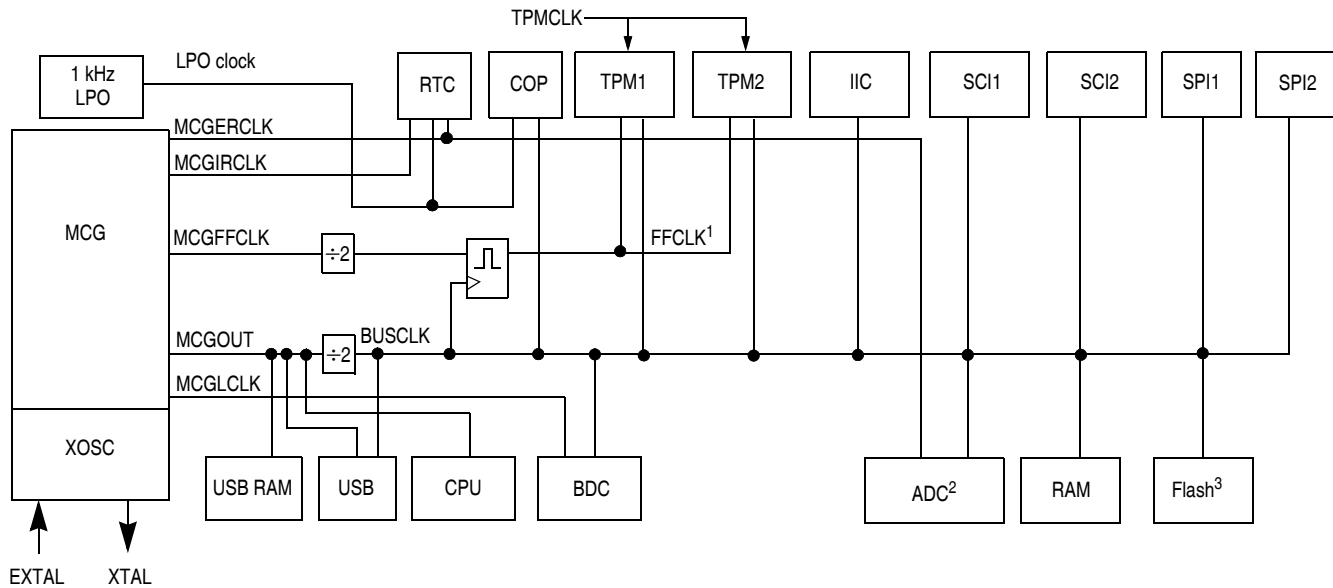 TPMCLK
1 kHz
LPO
LPO clock
RTC
COP
TPM1
TPM2
IIC
SCI1
SCI2
SPI1
SPI2
MCGERCLK
MCGIRCLK
MCG
MCGFFCLK
÷2
FFCLK1
MCGOUT
÷2
BUSCLK
MCGLCLK
XOSC
USB RAM
USB
CPU
BDC
ADC2
RAM
Flash3
EXTAL
XTAL